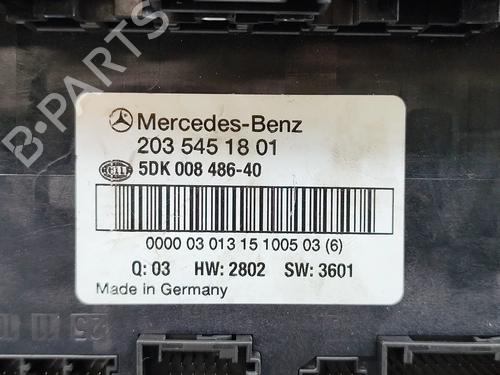 B-PARTS
Mercedes-Benz
203 545 18 01
HELLA 5DK 008 486-40
0000 03 013 15 1005 03 (6)
Q: 03 HW: 2802 SW: 3601
Made in Germany